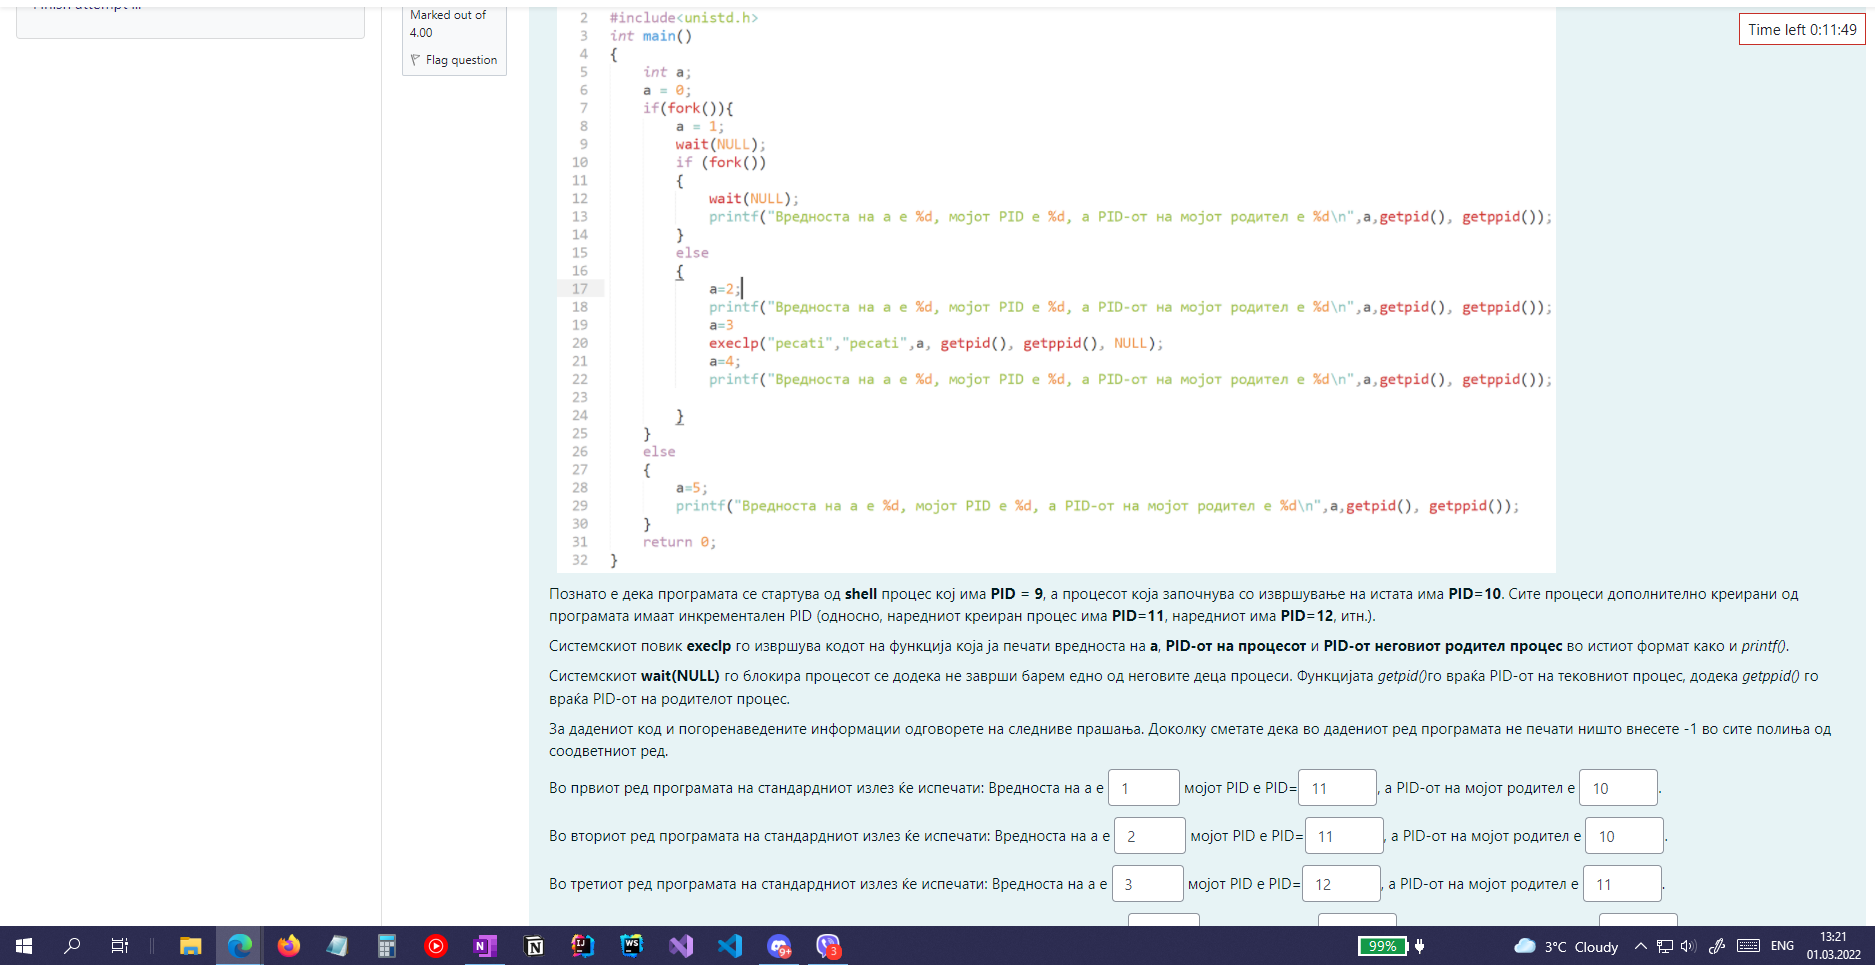 Marked out of
4.00
Flag question
Time left 0:11:49
2 #include<unistd.h>
3 int main()
4 {
5 int a;
6 a = 0;
7 if(fork()){
8 a = 1;
9 wait(NULL);
10 if (fork())
11 {
12 wait(NULL);
13 printf("Вредноста на a е %d, мојот PID е %d, а PID-от на мојот родител е %d\n",a,getpid(), getppid());
14 }
15 else
16 {
17 a=2;
18 printf("Вредноста на a е %d, мојот PID е %d, а PID-от на мојот родител е %d\n",a,getpid(), getppid());
19 a=3
20 execlp("pecati","pecati",a, getpid(), getppid(), NULL);
21 a=4;
22 printf("Вредноста на a е %d, мојот PID е %d, а PID-от на мојот родител е %d\n",a,getpid(), getppid());
23
24 }
25 }
26 else
27 {
28 a=5;
29 printf("Вредноста на a е %d, мојот PID е %d, а PID-от на мојот родител е %d\n",a,getpid(), getppid());
30 }
31 return 0;
32 }
Познато е дека програмата се стартува од shell процес кој има PID = 9, а процесот која започнува со извршување на истата има PID=10. Сите процеси дополнително креирани од
програмата имаат инкрементален PID (односно, наредниот креиран процес има PID=11, наредниот има PID=12, итн.).
Системскиот повик execlp го извршува кодот на функција која ја печати вредноста на a, PID-от на процесот и PID-от неговиот родител процес во истиот формат како и printf().
Системскиот wait(NULL) го блокира процесот се додека не заврши барем едно од неговите деца процеси. Функцијата getpid()го враќа PID-от на тековниот процес, додека getppid() го
враќа PID-от на родителот процес.
За дадениот код и погоренаведените информации одговорете на следниве прашања. Доколку сметате дека во дадениот ред програмата не печати ништо внесете -1 во сите полиња од
соодветниот ред.
Во првиот ред програмата на стандардниот излез ќе испечати: Вредноста на a е 1 мојот PID е PID= 11 , а PID-от на мојот родител е 10 .
Во вториот ред програмата на стандардниот излез ќе испечати: Вредноста на a е 2 мојот PID е PID= 11 , а PID-от на мојот родител е 10 .
Во третиот ред програмата на стандардниот излез ќе испечати: Вредноста на a е 3 мојот PID е PID= 12 , а PID-от на мојот родител е 11 .
99%
3°C Cloudy
ENG
13:21
01.03.2022